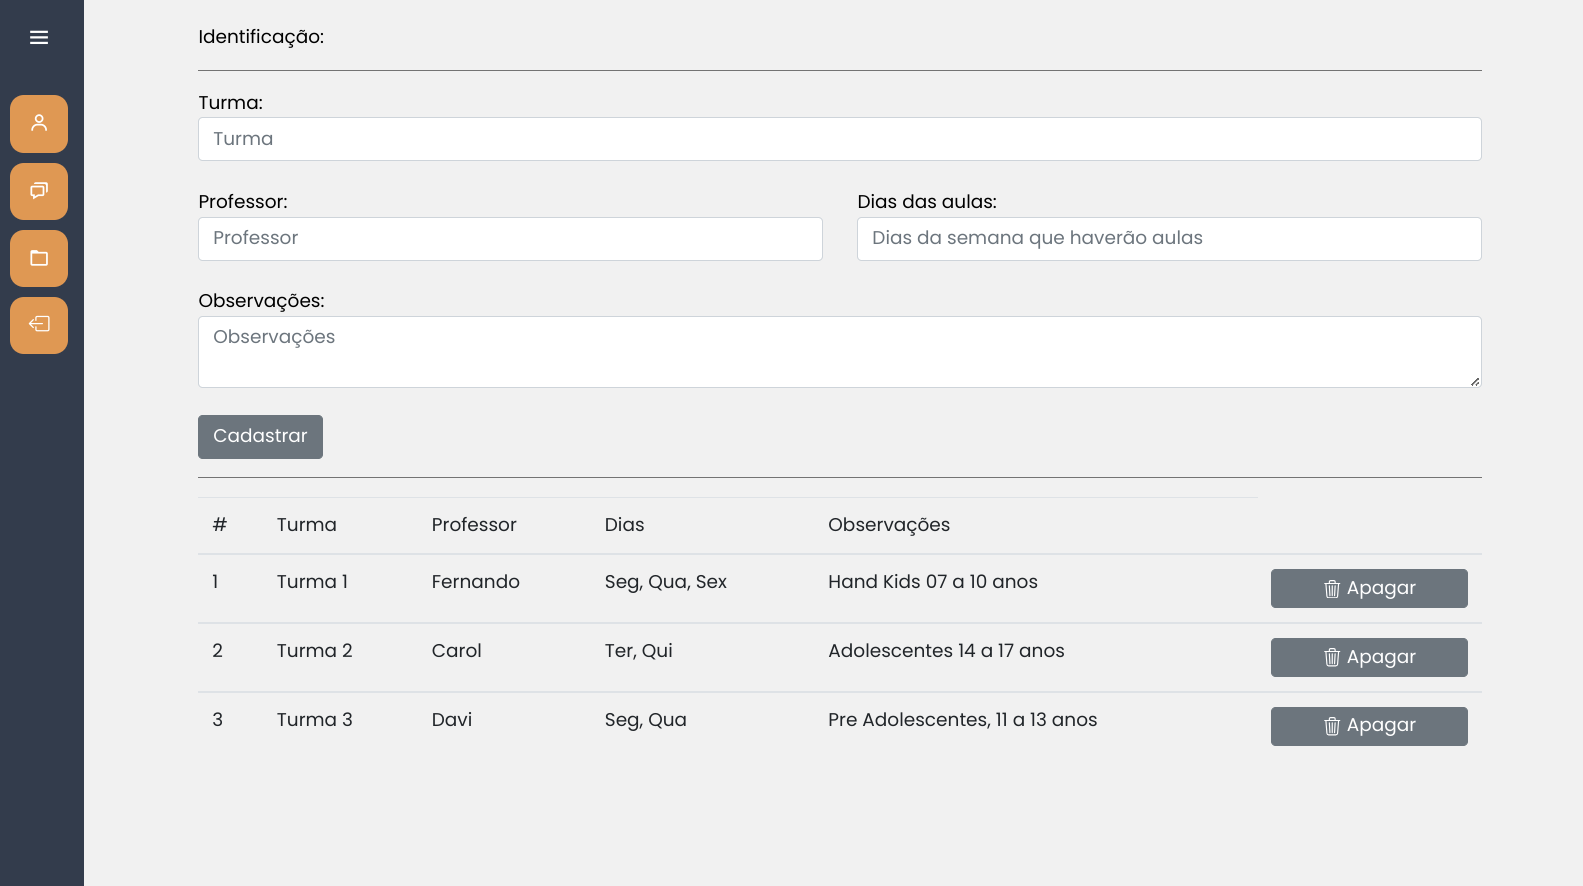 Identificação:
Turma:
Turma
Professor: Dias das aulas:
Professor Dias da semana que haverão aulas
Observações:
Observações
Cadastrar
# Turma Professor Dias Observações
1 Turma 1 Fernando Seg, Qua, Sex Hand Kids 07 a 10 anos Apagar
2 Turma 2 Carol Ter, Qui Adolescentes 14 a 17 anos Apagar
3 Turma 3 Davi Seg, Qua Pre Adolescentes, 11 a 13 anos Apagar